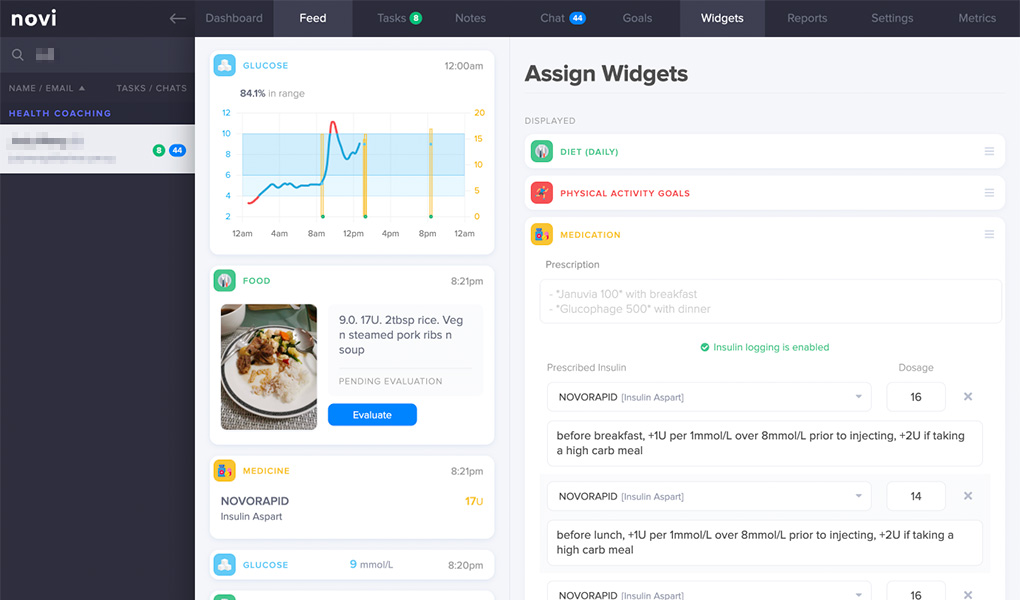 novi
Dashboard
Feed
Tasks 8
Notes
Chat 44
Goals
Widgets
Reports
Settings
Metrics
NAME / EMAIL
TASKS / CHATS
HEALTH COACHING
8 44
GLUCOSE
12:00am
84.1% in range
12
10
8
6
4
2
20
15
10
5
0
12am 4am 8am 12pm 4pm 8pm 12am
FOOD
8:21pm
9.0. 17U. 2tbsp rice. Veg
n steamed pork ribs n
soup
PENDING EVALUATION
Evaluate
MEDICINE
8:21pm
NOVORAPID
17U
Insulin Aspart
GLUCOSE
9 mmol/L
8:20pm
Assign Widgets
DISPLAYED
DIET (DAILY)
PHYSICAL ACTIVITY GOALS
MEDICATION
Prescription
- *Januvia 100* with breakfast
- *Glucophage 500* with dinner
Insulin logging is enabled
Prescribed Insulin
Dosage
NOVORAPID [Insulin Aspart]
16
before breakfast, +1U per 1mmol/L over 8mmol/L prior to injecting, +2U if taking
a high carb meal
NOVORAPID [Insulin Aspart]
14
before lunch, +1U per 1mmol/L over 8mmol/L prior to injecting, +2U if taking a
high carb meal
NOVORAPID [Insulin Aspart]
16